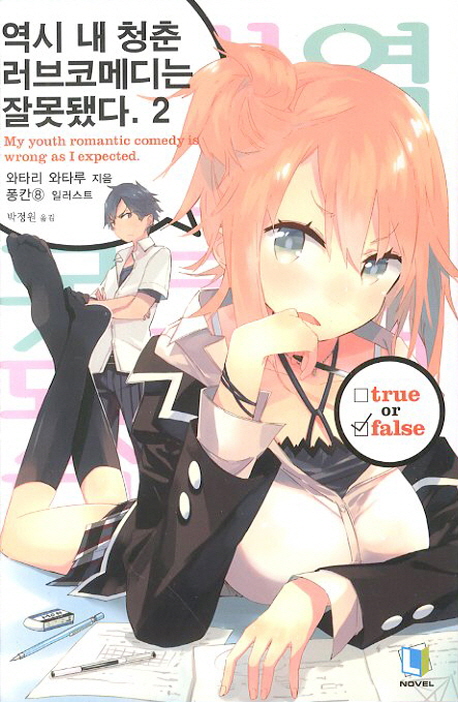 역시 내 청춘
러브코메디는
잘못됐다. 2
My youth romantic comedy is
wrong as I expected.
와타리 와타루 지음
퐁칸⑧ 일러스트
박정원 옮김
true
or
false
NOVEL